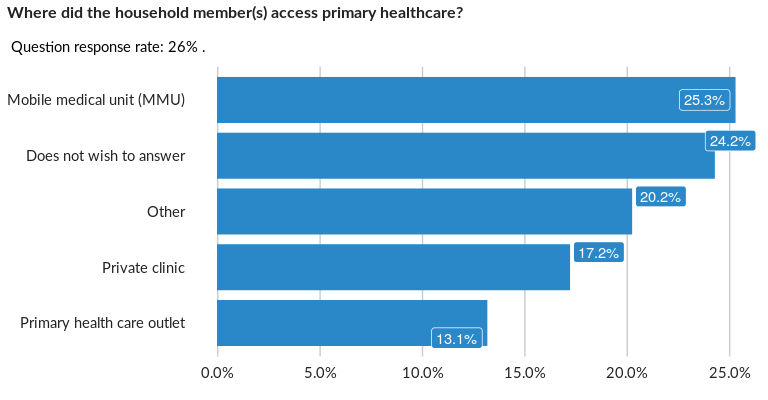 Where did the household member(s) access primary healthcare?
Question response rate: 26% .
Mobile medical unit (MMU) 25.3%
Does not wish to answer 24.2%
Other 20.2%
Private clinic 17.2%
Primary health care outlet 13.1%
0.0% 5.0% 10.0% 15.0% 20.0% 25.0%